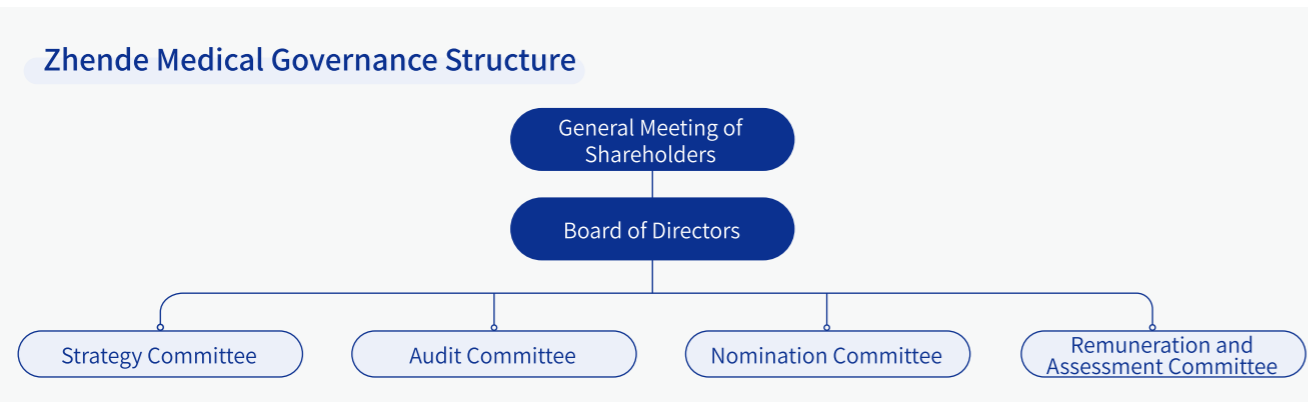 Zhende Medical Governance Structure
General Meeting of
Shareholders
Board of Directors
Strategy Committee
Audit Committee
Nomination Committee
Remuneration and
Assessment Committee